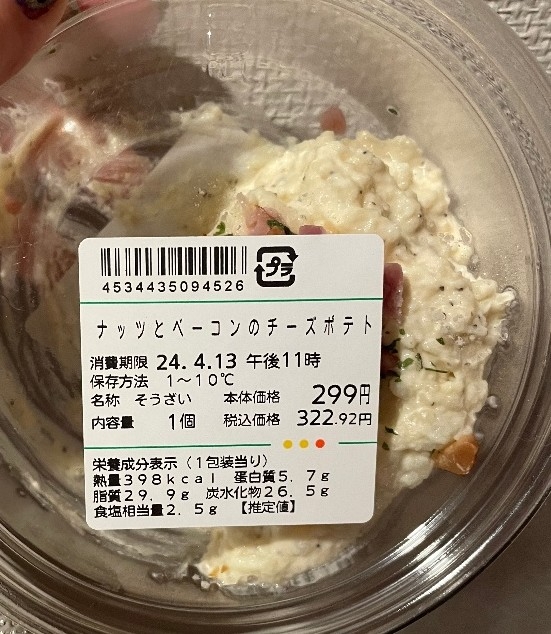 4534435094526
プラ
ナッツとベーコンのチーズポテト
消費期限 24. 4.13 午後11時
保存方法 1～10℃
名称 そうざい 本体価格 299円
内容量 1個 税込価格 322.92円
栄養成分表示（1包装当り）
熱量398kcal 蛋白質5.7g
脂質29.9g 炭水化物26.5g
食塩相当量2.5g 【推定値】